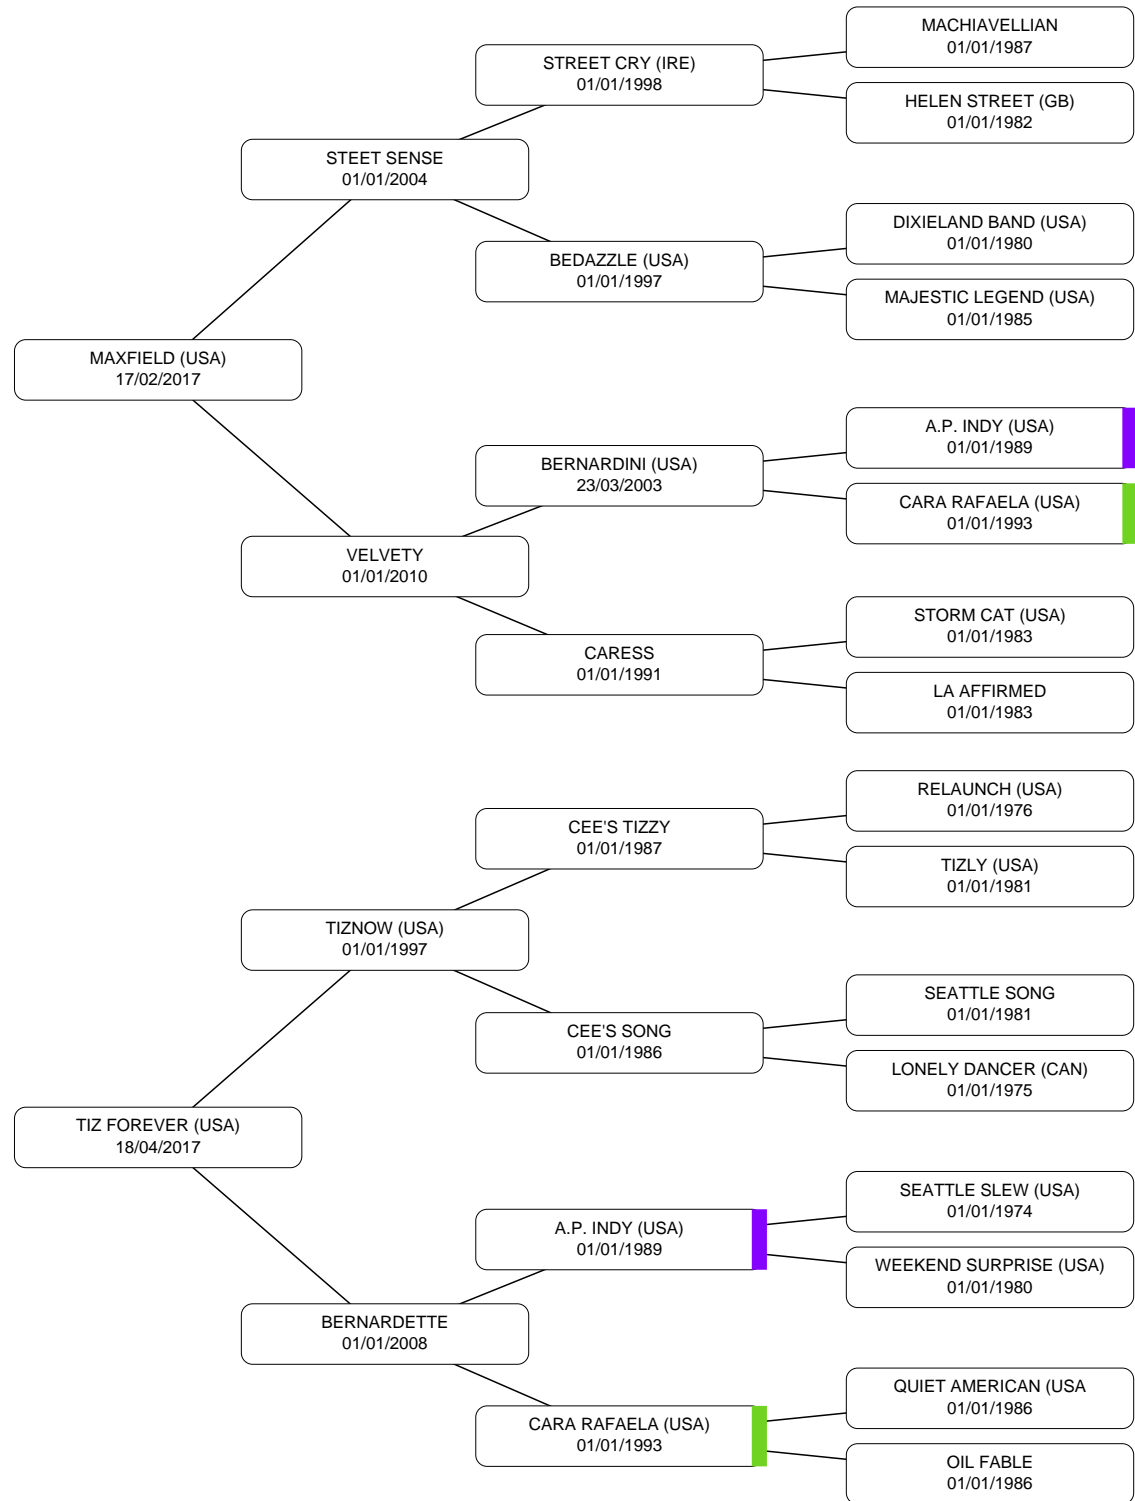 MACHIAVELLIAN
01/01/1987
STREET CRY (IRE)
01/01/1998
HELEN STREET (GB)
01/01/1982
STEET SENSE
01/01/2004
DIXIELAND BAND (USA)
01/01/1980
BEDAZZLE (USA)
01/01/1997
MAJESTIC LEGEND (USA)
01/01/1985
MAXFIELD (USA)
17/02/2017
A.P. INDY (USA)
01/01/1989
BERNARDINI (USA)
23/03/2003
CARA RAFAELA (USA)
01/01/1993
VELVETY
01/01/2010
STORM CAT (USA)
01/01/1983
CARESS
01/01/1991
LA AFFIRMED
01/01/1983
RELAUNCH (USA)
01/01/1976
CEE'S TIZZY
01/01/1987
TIZLY (USA)
01/01/1981
TIZNOW (USA)
01/01/1997
SEATTLE SONG
01/01/1981
CEE'S SONG
01/01/1986
LONELY DANCER (CAN)
01/01/1975
TIZ FOREVER (USA)
18/04/2017
SEATTLE SLEW (USA)
01/01/1974
A.P. INDY (USA)
01/01/1989
WEEKEND SURPRISE (USA)
01/01/1980
BERNARDETTE
01/01/2008
QUIET AMERICAN (USA
01/01/1986
CARA RAFAELA (USA)
01/01/1993
OIL FABLE
01/01/1986